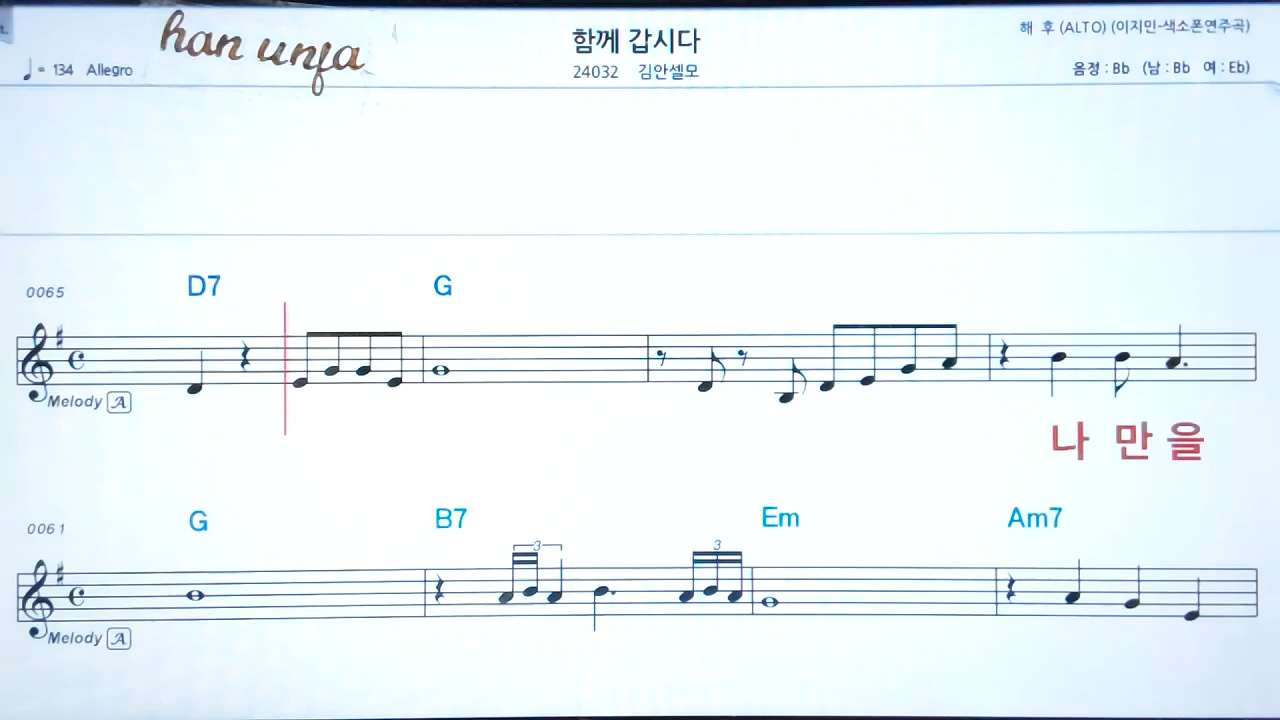 han unfa
함께 갑시다
해 후 (ALTO) (이지민-색소폰연주곡)
♩ = 134 Allegro
24032 김안셀모
음정 : Bb (남 : Bb 여 : Eb)
0065 D7 G
Melody A
나 만 을
0061 G B7 Em Am7
3 3
Melody A